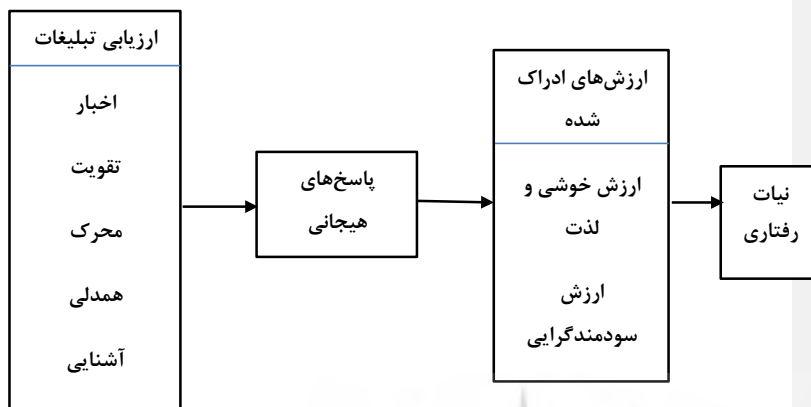 ارزیابی تبلیغات
اخبار
تقویت
محرک
همدلی
آشنایی
پاسخ‌های
هیجانی
ارزش‌های ادراک
شده
ارزش خوشی و
لذت
ارزش
سودمندگرایی
نیات
رفتاری